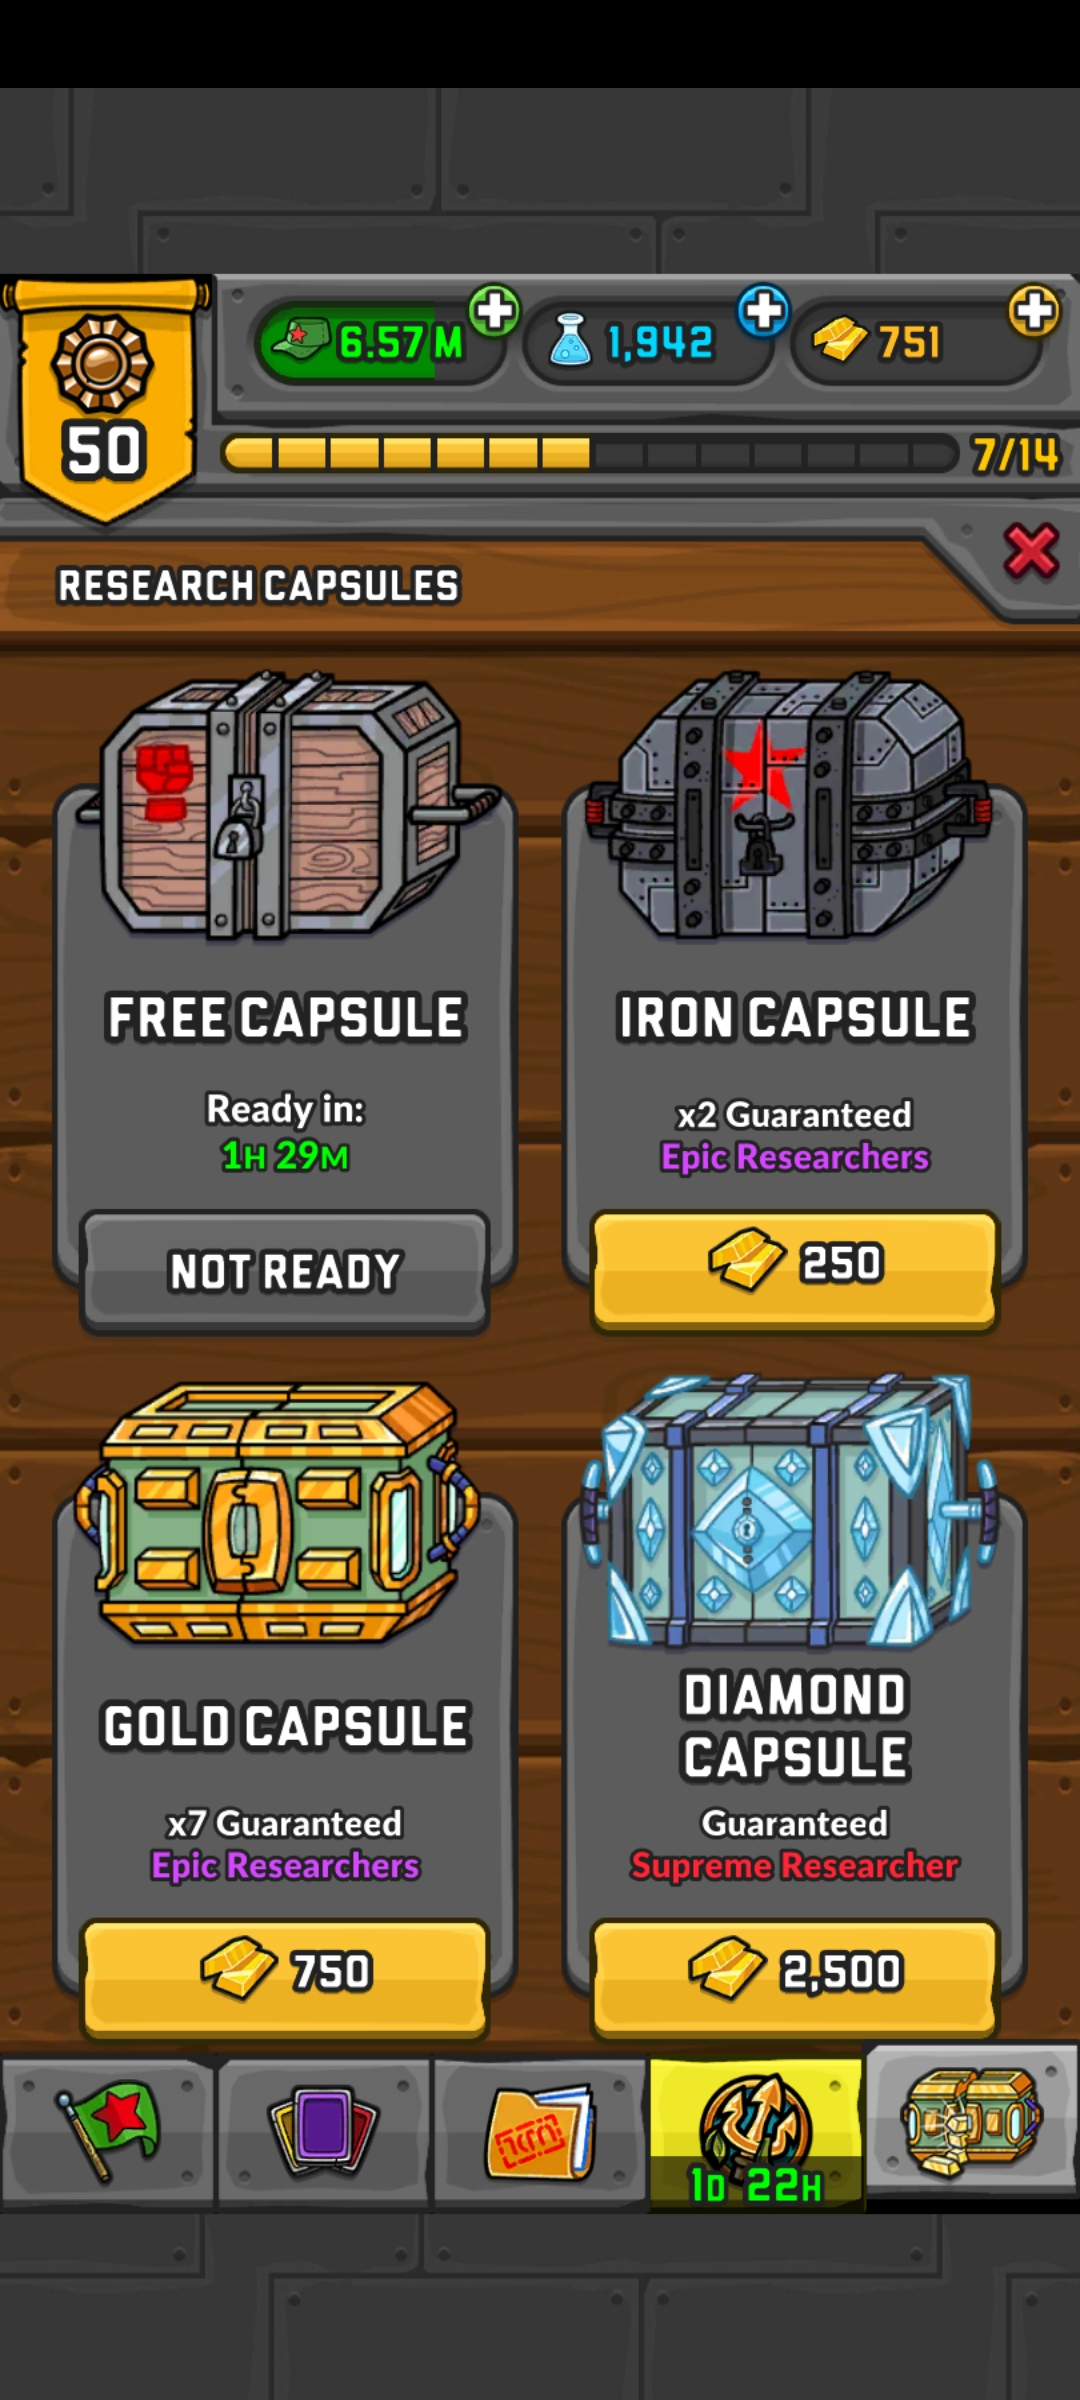 6.57 M
1,942
751
50
7/14
RESEARCH CAPSULES
FREE CAPSULE
Ready in:
1H 29M
NOT READY
IRON CAPSULE
x2 Guaranteed
Epic Researchers
250
GOLD CAPSULE
x7 Guaranteed
Epic Researchers
750
DIAMOND
CAPSULE
Guaranteed
Supreme Researcher
2,500
1D 22H